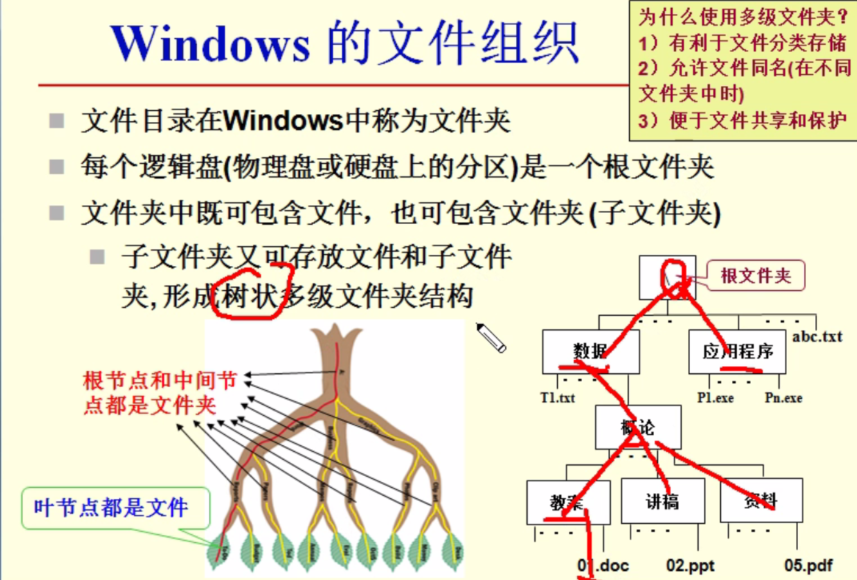 Windows 的文件组织
为什么使用多级文件夹?
1）有利于文件分类存储
2）允许文件同名(在不同
文件夹中时)
3）便于文件共享和保护
文件目录在Windows中称为文件夹
每个逻辑盘(物理盘或硬盘上的分区)是一个根文件夹
文件夹中既可包含文件，也可包含文件夹(子文件夹)
子文件夹又可存放文件和子文件
夹,形成树状多级文件夹结构
根节点和中间节
点都是文件夹
叶节点都是文件
\
根文件夹
abc.txt
数据
应用程序
T1.txt
P1.exe
Pn.exe
概论
教案
讲稿
资料
01.doc
02.ppt
05.pdf